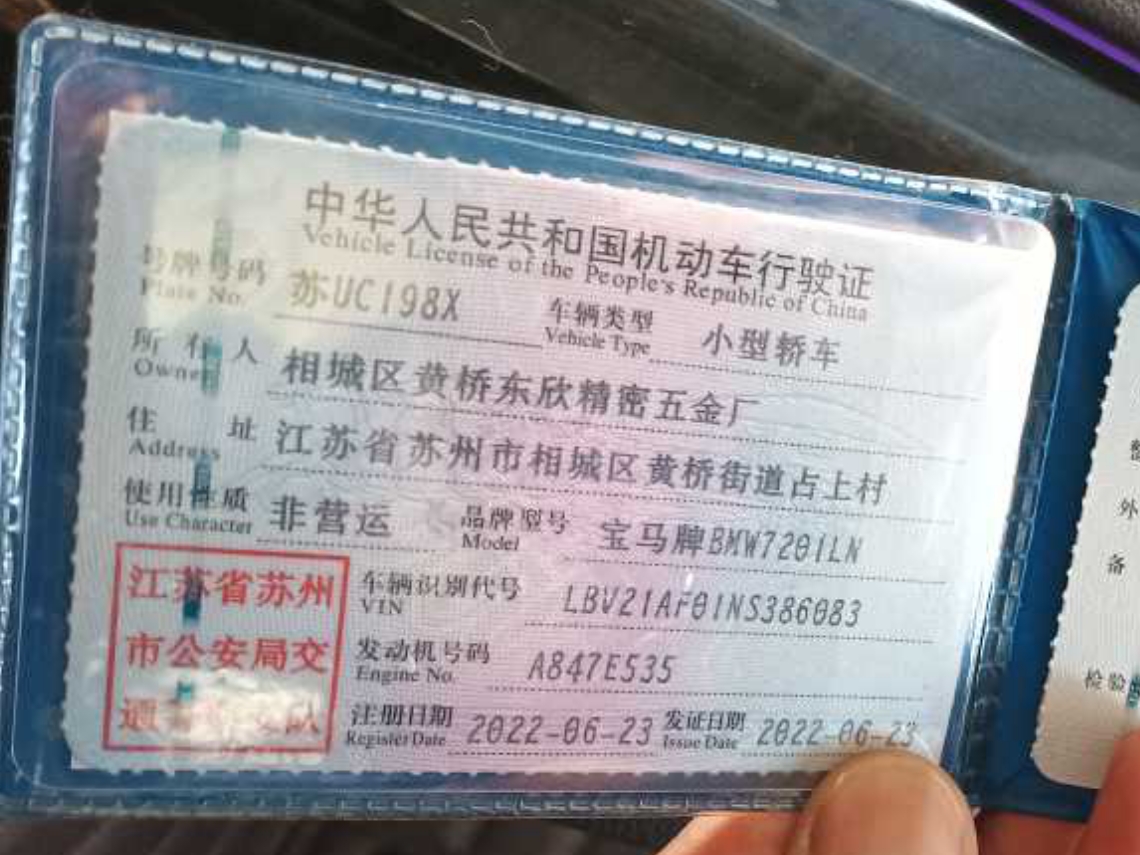 中华人民共和国机动车行驶证
Vehicle License of the People's Republic of China
号牌号码 苏UC198X 车辆类型 小型轿车
Plate No. Vehicle Type
所有人 相城区黄桥东欣精密五金厂
Owner
住址 江苏省苏州市相城区黄桥街道占上村
Address
使用性质 非营运 品牌型号 宝马牌BMW7201LN
Use Character Model
江苏省苏州
市公安局交
队
车辆识别代号 LBV21AF01NS386083
VIN
发动机号码 A847E535
Engine No.
注册日期 2022-06-23 发证日期 2022-06-23
Register Date Issue Date
整
外
备
检验